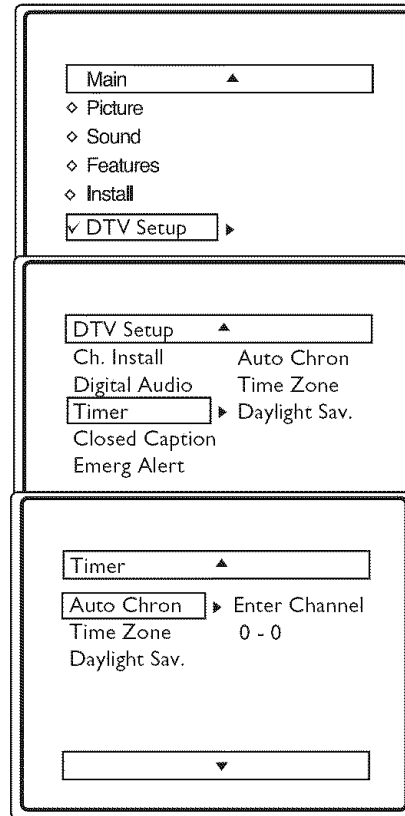 Main ▲
◇ Picture
◇ Sound
◇ Features
◇ Install
✓ DTV Setup ▶
DTV Setup ▲
Ch. Install Auto Chron
Digital Audio Time Zone
Timer ▶ Daylight Sav.
Closed Caption
Emerg Alert
Timer ▲
Auto Chron ▶ Enter Channel
Time Zone 0 - 0
Daylight Sav.
▼